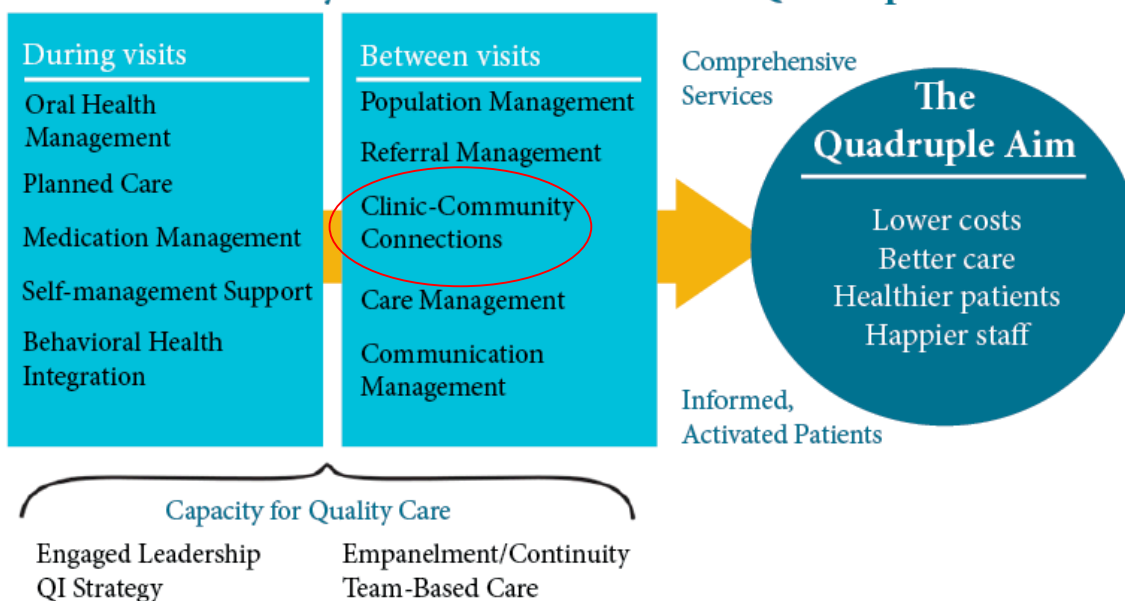 During visits
Oral Health
Management
Planned Care
Medication Management
Self-management Support
Behavioral Health
Integration
Between visits
Population Management
Referral Management
Clinic-Community
Connections
Care Management
Communication
Management
Comprehensive
Services
Informed,
Activated Patients
The
Quadruple Aim
Lower costs
Better care
Healthier patients
Happier staff
Capacity for Quality Care
Engaged Leadership
QI Strategy
Empanelment/Continuity
Team-Based Care